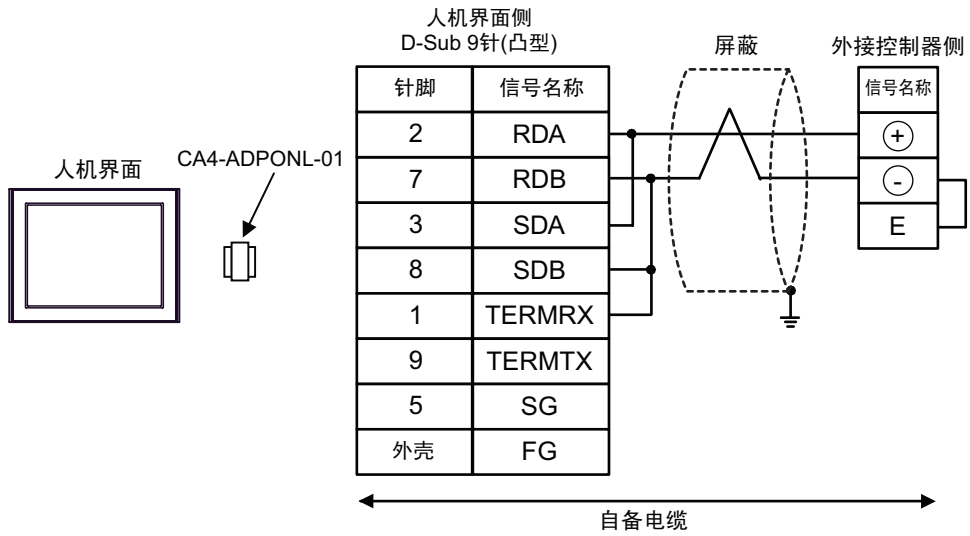 人机界面侧
D-Sub 9针(凸型)
屏蔽
外接控制器侧
针脚 信号名称
信号名称
2 RDA
+
人机界面
CA4-ADPONL-01
7 RDB
-
3 SDA
E
8 SDB
1 TERMRX
9 TERMTX
5 SG
外壳 FG
自备电缆